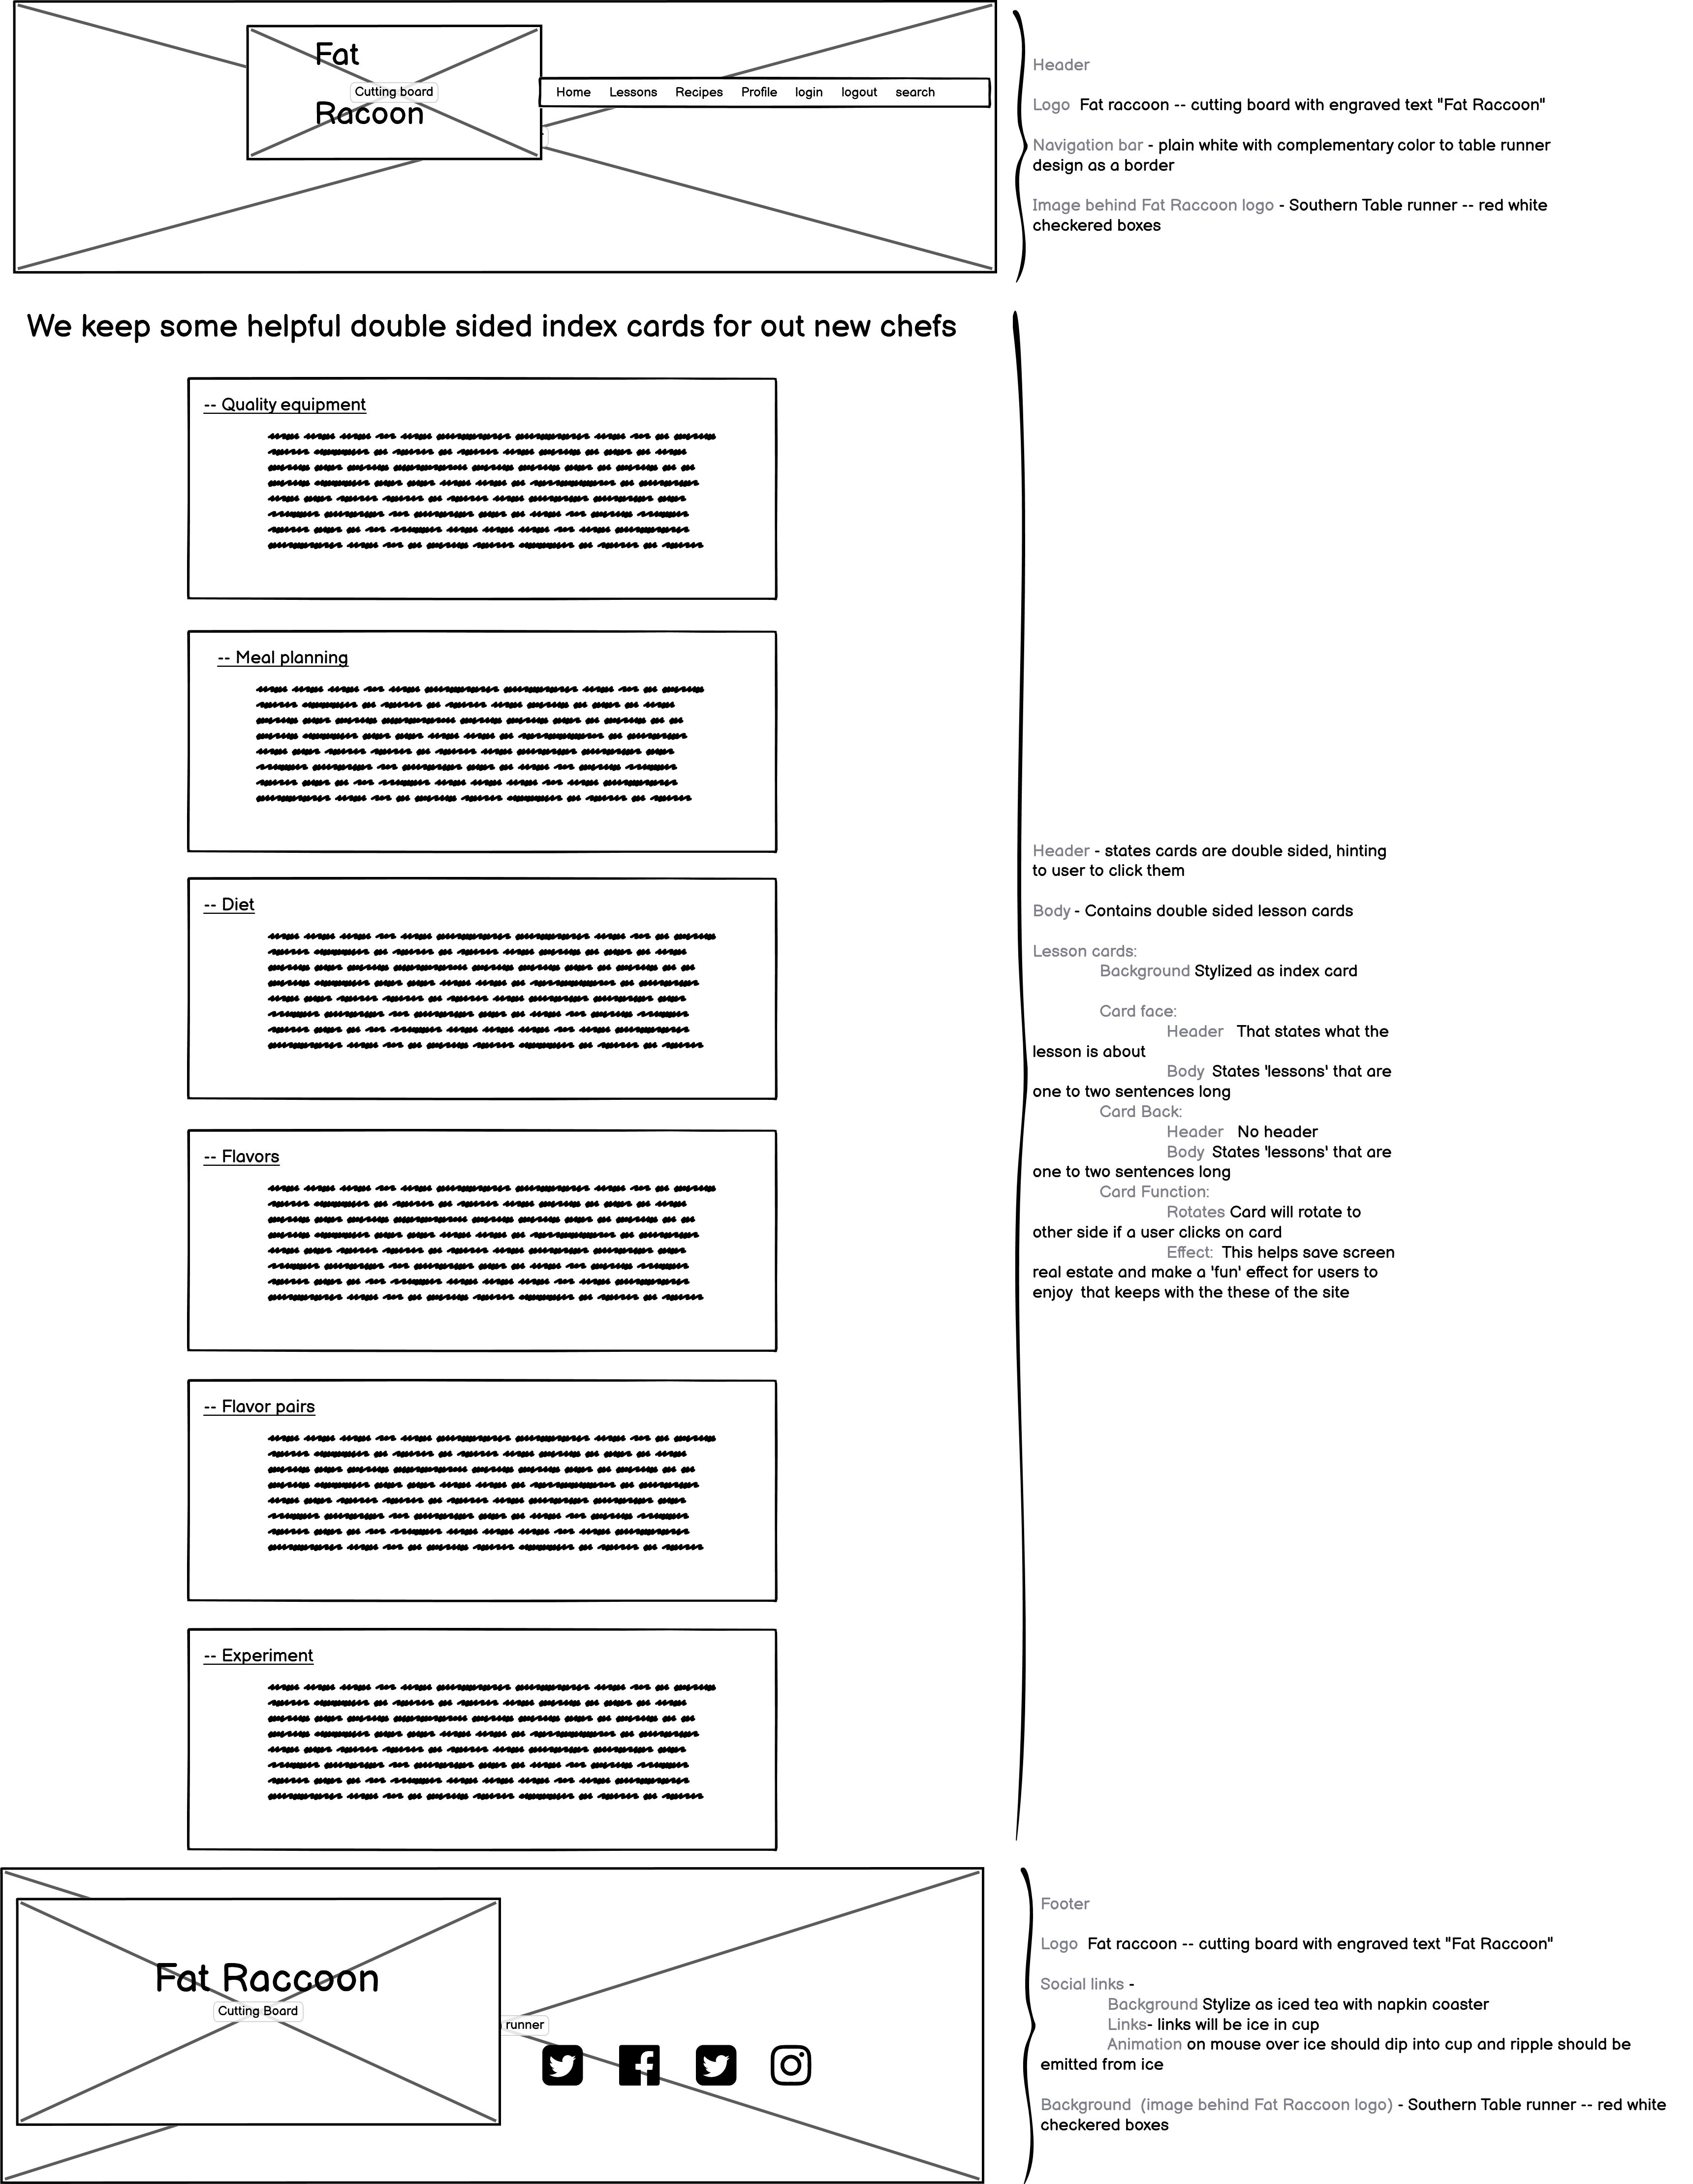 Fat
Cutting board
Racoon
Home Lessons Recipes Profile login logout search
Header
Logo Fat raccoon -- cutting board with engraved text "Fat Raccoon"
Navigation bar - plain white with complementary color to table runner
design as a border
Image behind Fat Raccoon logo - Southern Table runner -- red white
checkered boxes
We keep some helpful double sided index cards for out new chefs
-- Quality equipment
-- Meal planning
-- Diet
-- Flavors
-- Flavor pairs
-- Experiment
Header - states cards are double sided, hinting
to user to click them
Body - Contains double sided lesson cards
Lesson cards:
Background Stylized as index card
Card face:
Header That states what the
lesson is about
Body States 'lessons' that are
one to two sentences long
Card Back:
Header No header
Body States 'lessons' that are
one to two sentences long
Card Function:
Rotates Card will rotate to
other side if a user clicks on card
Effect: This helps save screen
real estate and make a 'fun' effect for users to
enjoy that keeps with the these of the site
Fat Raccoon
Cutting Board
runner
Footer
Logo Fat raccoon -- cutting board with engraved text "Fat Raccoon"
Social links -
Background Stylize as iced tea with napkin coaster
Links- links will be ice in cup
Animation on mouse over ice should dip into cup and ripple should be
emitted from ice
Background (image behind Fat Raccoon logo) - Southern Table runner -- red white
checkered boxes